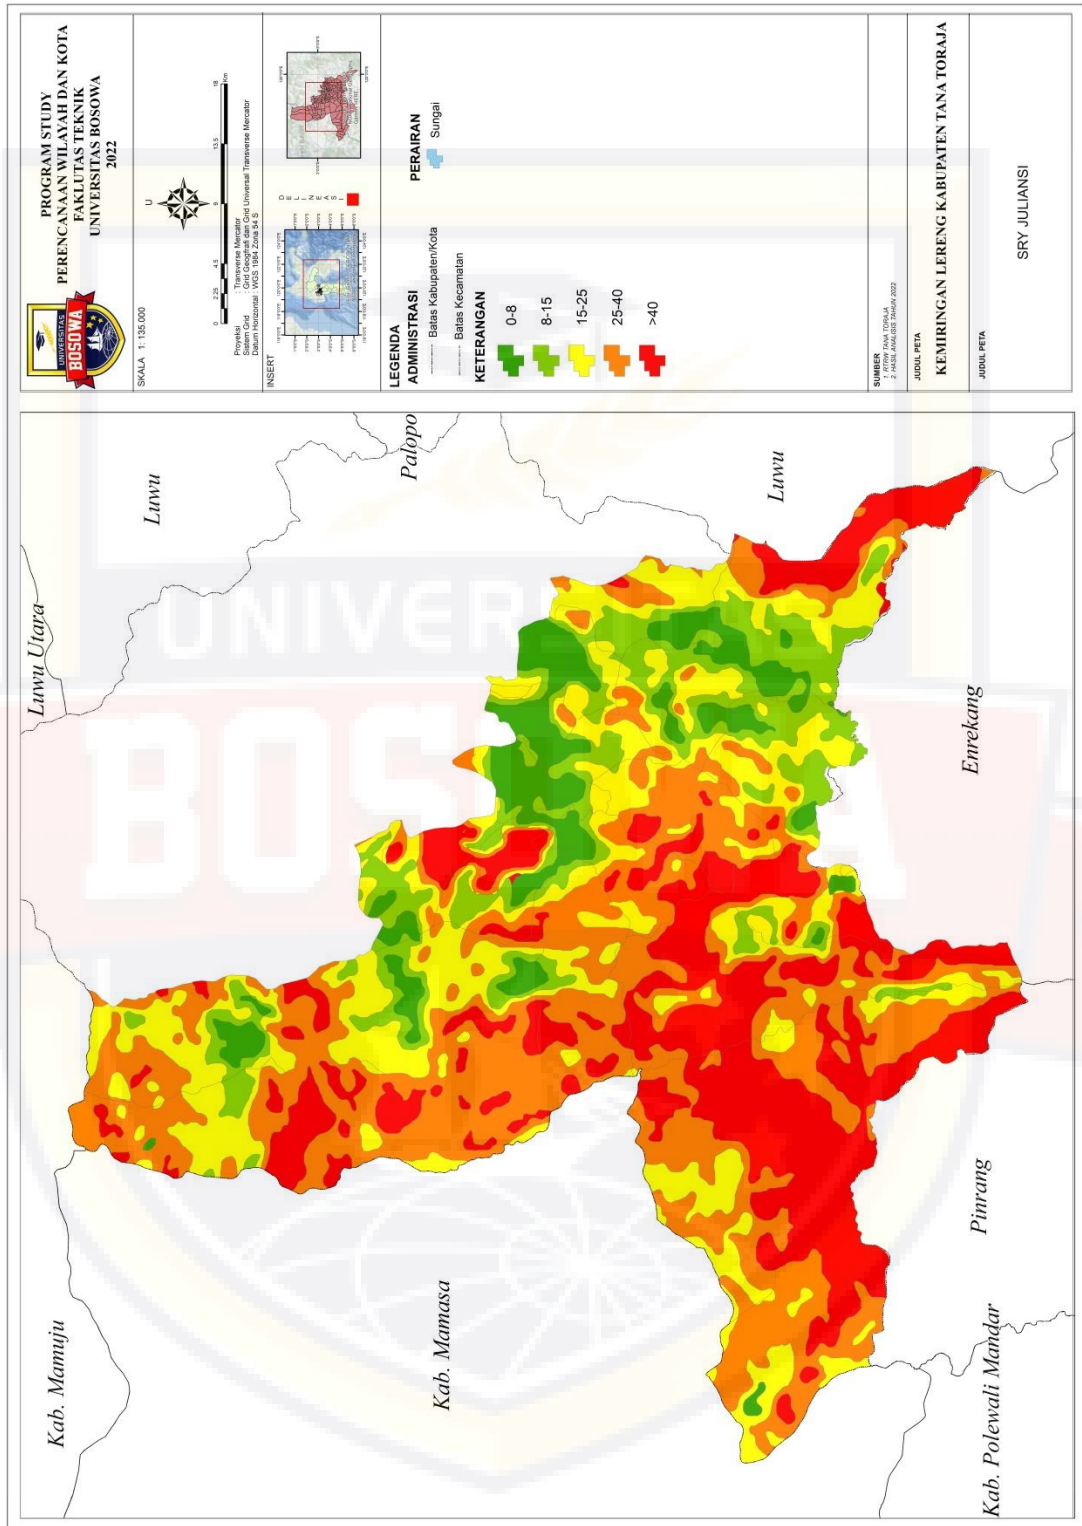 PROGRAM STUDY
PERENCANAAN WILAYAH DAN KOTA
FAKLUTAS TEKNIK
UNIVERSITAS BOSOWA
2022
UNIVERSITAS
BOSOWA
SKALA 1: 135.000
U
0 2.25 4.5 9 13.5 18
Km
Proyeksi : Transverse Mercator
Sistem Grid : Grid Geoghrafi dan Grid Universal Transverse Mercator
Datum Horizontal : WGS 1984 Zona 54 S
INSERT
DELINEASI
LEGENDA
ADMINISTRASI
Batas Kabupaten/Kota
Batas Kecamatan
PERAIRAN
Sungai
KETERANGAN
0-8
8-15
15-25
25-40
>40
SUMBER
1. RTRW TANA TORAJA
2. HASIL ANALISIS TAHUN 2022
JUDUL PETA
KEMIRINGAN LERENG KABUPATEN TANA TORAJA
JUDUL PETA
SRY JULIANSI
Kab. Mamuju
Luwu Utara
Luwu
Palopo
Kab. Mamasa
Luwu
Kab. Polewali Mandar
Pinrang
Enrekang
UNIVERSITAS
BOSOWA